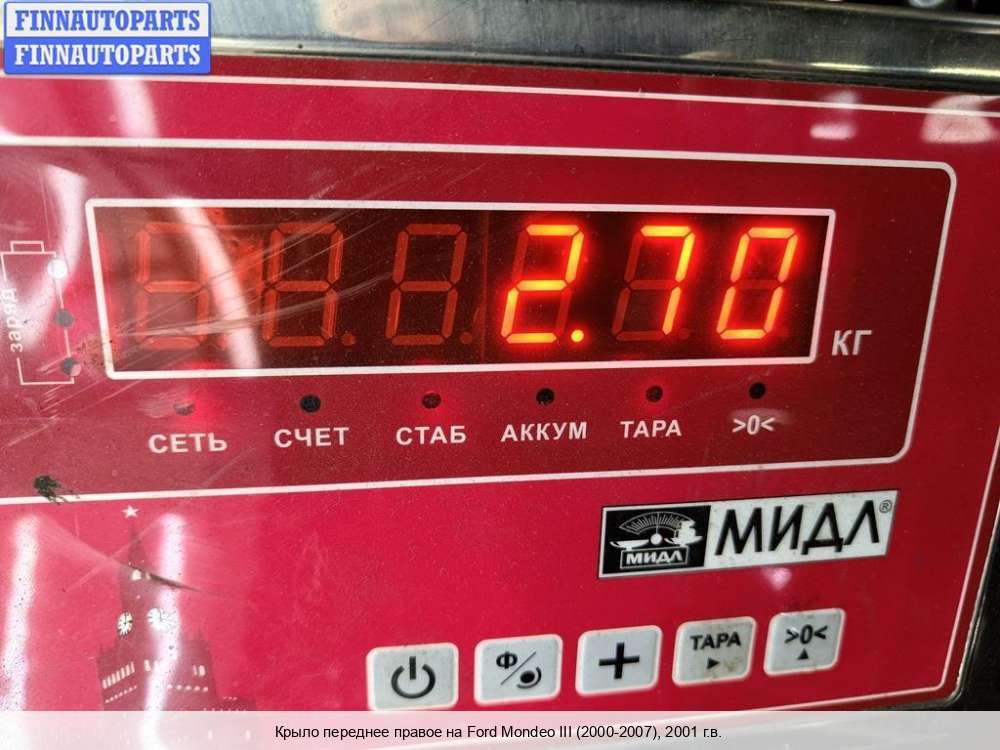 FINNAUTOPARTS
FINNAUTOPARTS
2.70
КГ
заряд
СЕТЬ СЧЕТ СТАБ АККУМ ТАРА >0<
МИДЛ МИДЛ®
Ф ТАРА >0<
Крыло переднее правое на Ford Mondeo III (2000-2007), 2001 г.в.